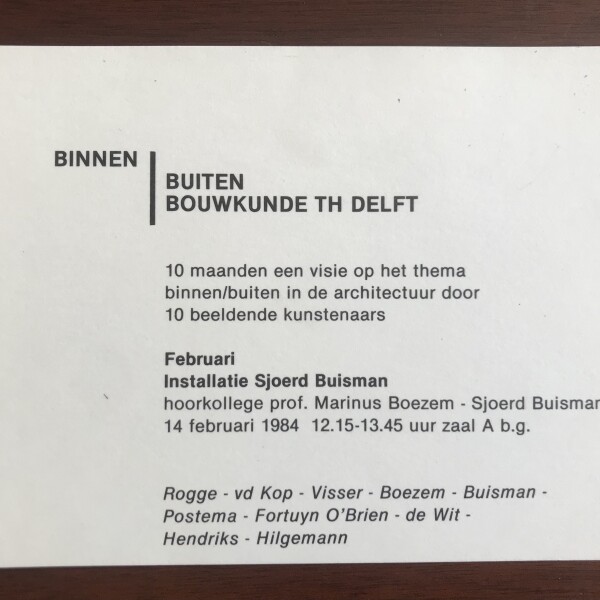 BINNEN
BUITEN
BOUWKUNDE TH DELFT
10 maanden een visie op het thema
binnen/buiten in de architectuur door
10 beeldende kunstenaars
Februari
Installatie Sjoerd Buisman
hoorkollege prof. Marinus Boezem - Sjoerd Buisman
14 februari 1984 12.15-13.45 uur zaal A b.g.
Rogge - vd Kop - Visser - Boezem - Buisman -
Postema - Fortuyn O'Brien - de Wit -
Hendriks - Hilgemann